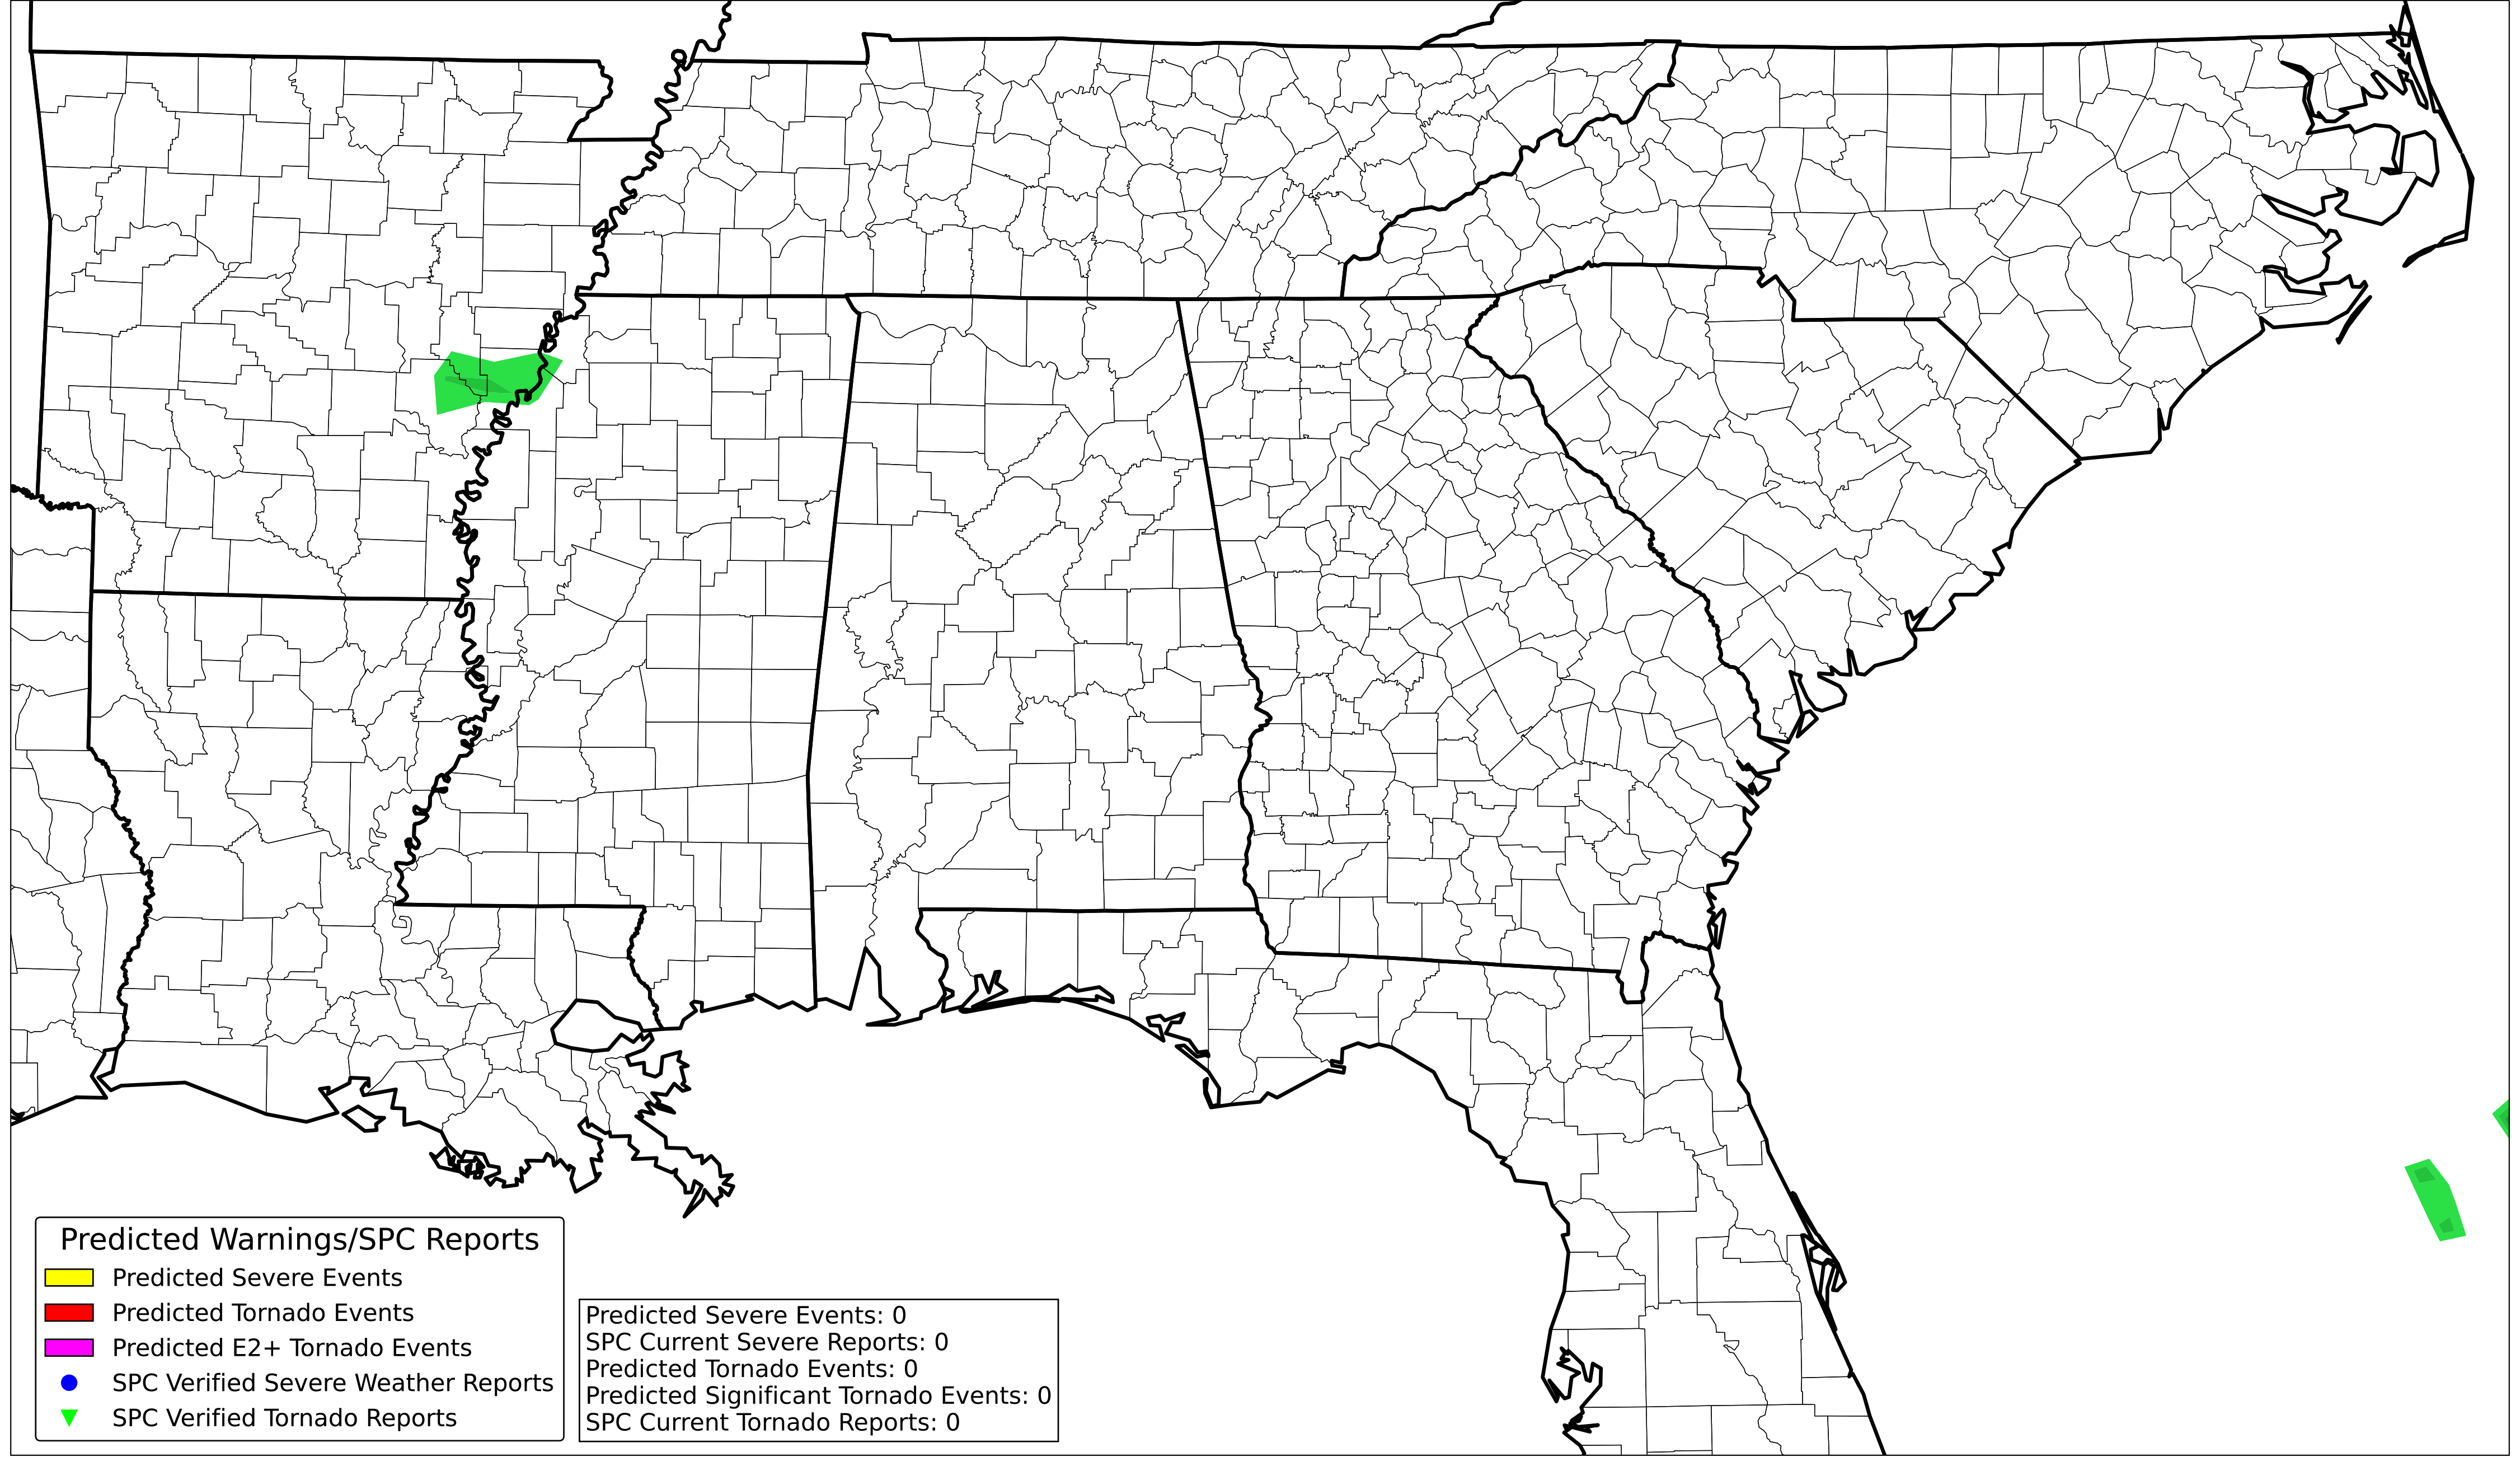 Predicted Warnings/SPC Reports
Predicted Severe Events
Predicted Tornado Events
Predicted E2+ Tornado Events
SPC Verified Severe Weather Reports
SPC Verified Tornado Reports
Predicted Severe Events: 0
SPC Current Severe Reports: 0
Predicted Tornado Events: 0
Predicted Significant Tornado Events: 0
SPC Current Tornado Reports: 0